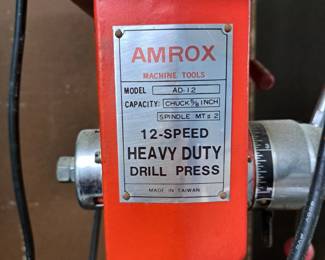 AMROX
MACHINE TOOLS
MODEL AD-12
CAPACITY: CHUCK 5/8 INCH
SPINDLE MT# 2
12-SPEED
HEAVY DUTY
DRILL PRESS
MADE IN TAIWAN